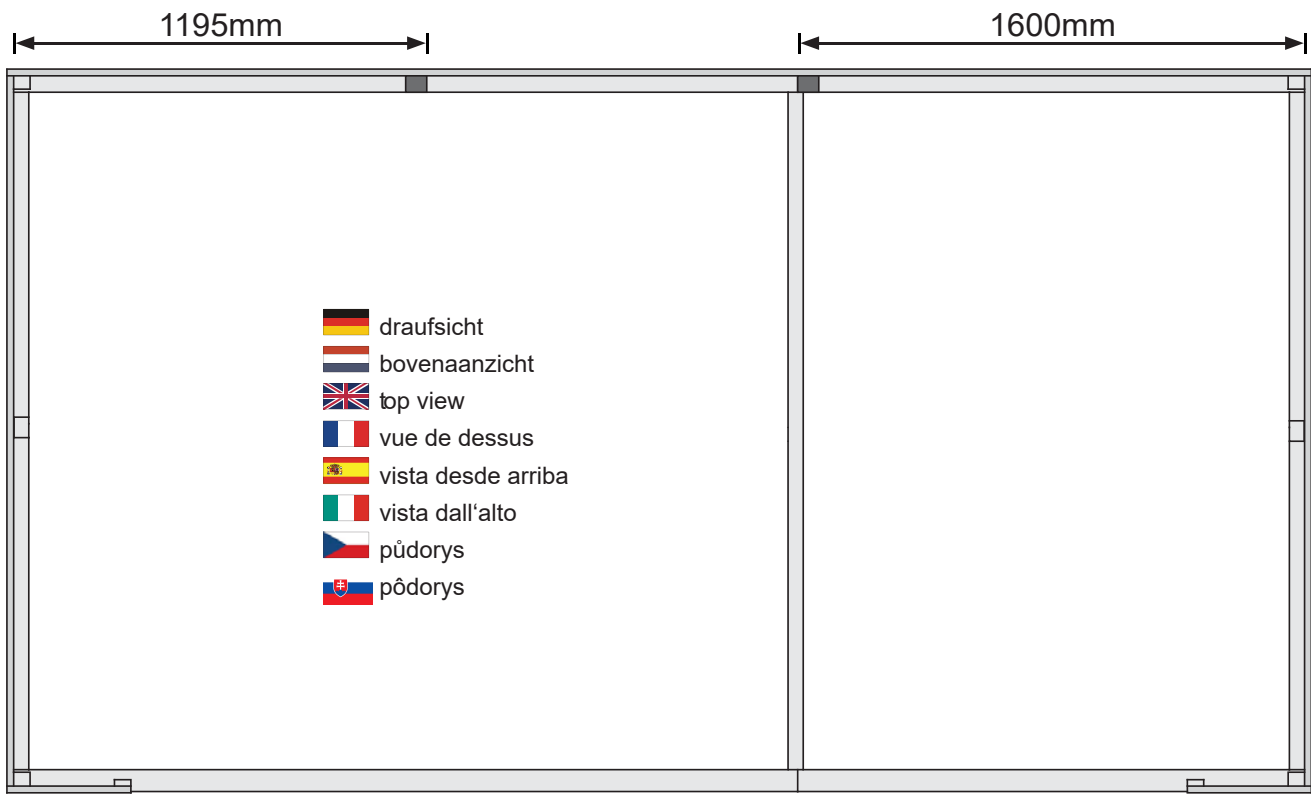 1195mm
1600mm
draufsicht
bovenaanzicht
top view
vue de dessus
vista desde arriba
vista dall‘alto
půdorys
pôdorys